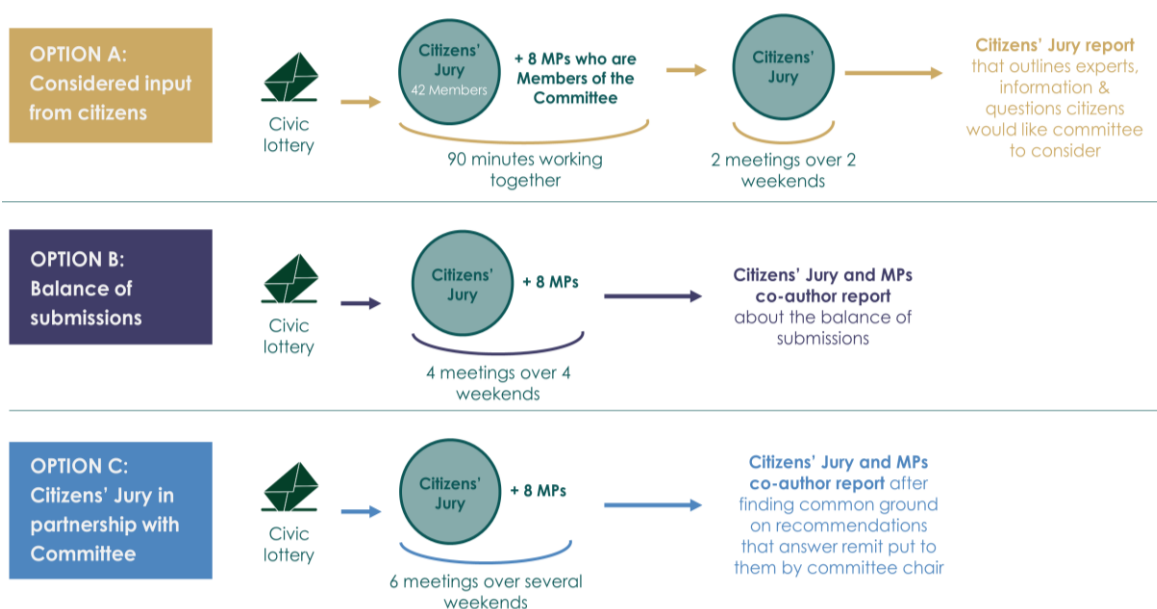 OPTION A:
Considered input
from citizens
Civic
lottery
Citizens’
Jury
42 Members
+ 8 MPs who are
Members of the
Committee
90 minutes working
together
Citizens’
Jury
2 meetings over 2
weekends
Citizens’ Jury report
that outlines experts,
information &
questions citizens
would like committee
to consider
OPTION B:
Balance of
submissions
Civic
lottery
Citizens’
Jury
+ 8 MPs
4 meetings over 4
weekends
Citizens’ Jury and MPs
co-author report
about the balance of
submissions
OPTION C:
Citizens’ Jury in
partnership with
Committee
Civic
lottery
Citizens’
Jury
+ 8 MPs
6 meetings over several
weekends
Citizens’ Jury and MPs
co-author report after
finding common ground
on recommendations
that answer remit put to
them by committee chair